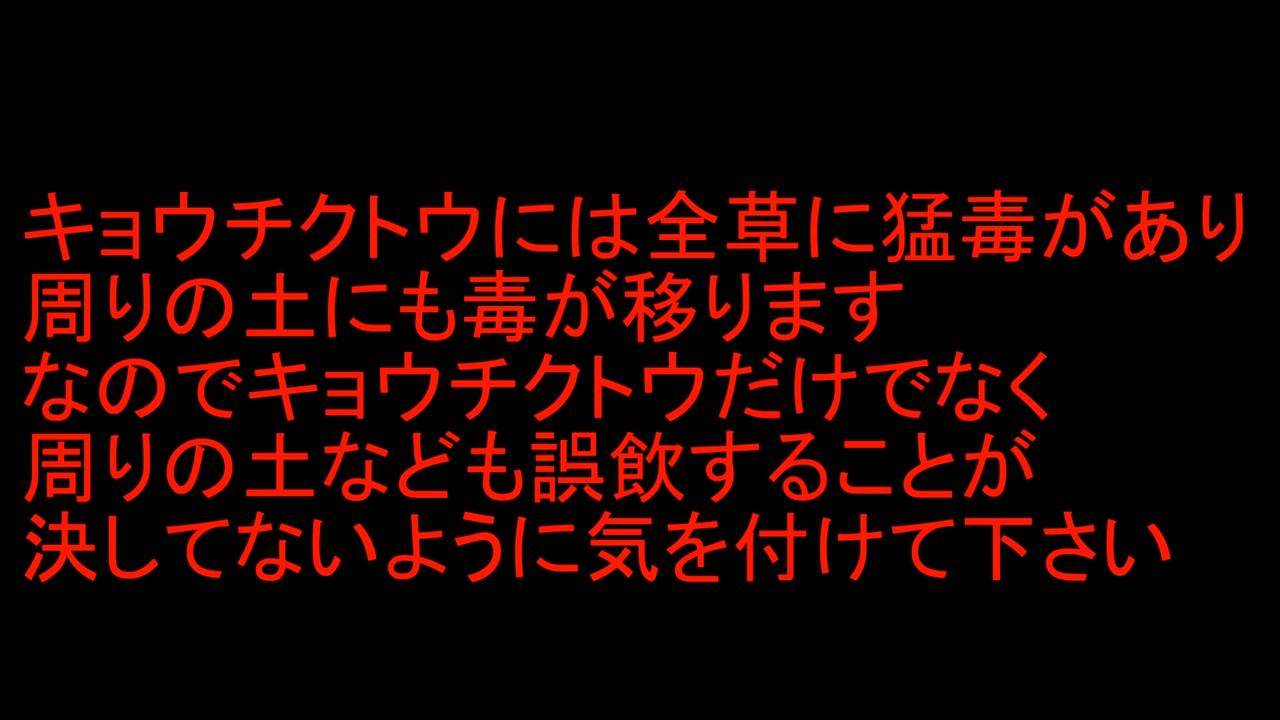 キョウチクトウには全草に猛毒があり
周りの土にも毒が移ります
なのでキョウチクトウだけでなく
周りの土なども誤飲することが
決してないように気を付けて下さい